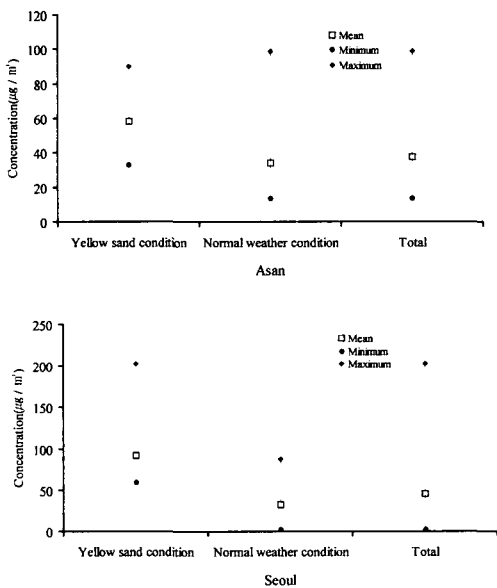 120
100
80
60
40
20
0
Concentration(μg / m³)
Mean
Minimum
Maximum
Yellow sand condition Normal weather condition Total
Asan
250
200
150
100
50
0
Concentration(μg / m³)
Mean
Minimum
Maximum
Yellow sand condition Normal weather condition Total
Seoul